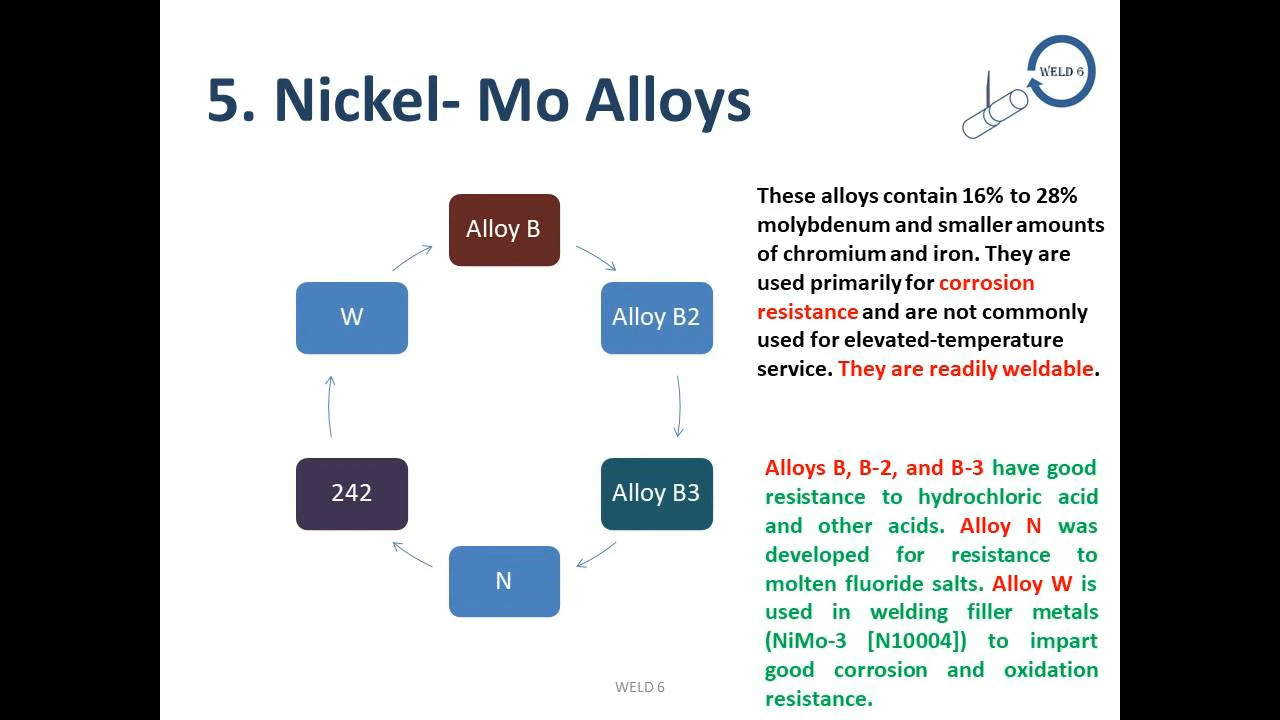 5. Nickel- Mo Alloys
WELD 6
Alloy B
Alloy B2
Alloy B3
N
242
W
These alloys contain 16% to 28%
molybdenum and smaller amounts
of chromium and iron. They are
used primarily for corrosion
resistance and are not commonly
used for elevated-temperature
service. They are readily weldable.
Alloys B, B-2, and B-3 have good
resistance to hydrochloric acid
and other acids. Alloy N was
developed for resistance to
molten fluoride salts. Alloy W is
used in welding filler metals
(NiMo-3 [N10004]) to impart
good corrosion and oxidation
resistance.
WELD 6